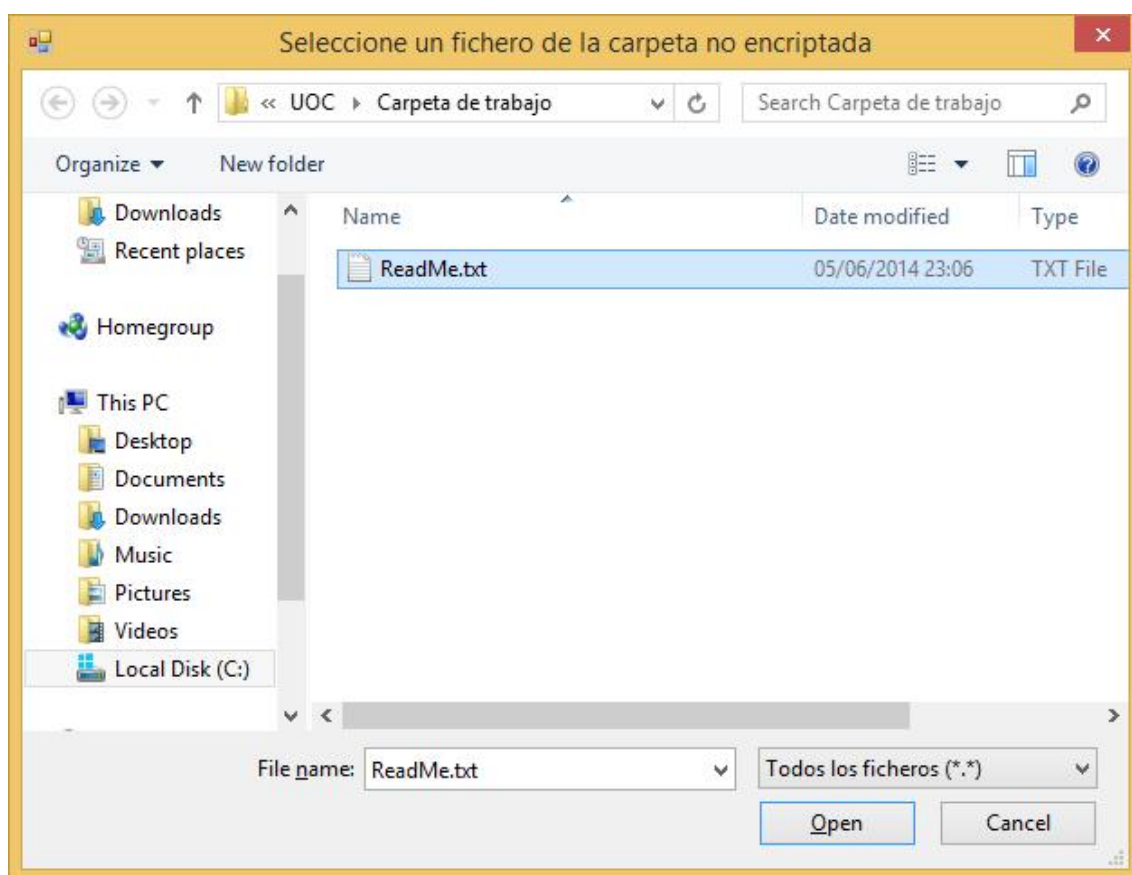 Seleccione un fichero de la carpeta no encriptada
« UOC Carpeta de trabajo
Search Carpeta de trabajo
Organize
New folder
Downloads
Recent places
Homegroup
This PC
Desktop
Documents
Downloads
Music
Pictures
Videos
Local Disk (C:)
Name Date modified Type
ReadMe.txt 05/06/2014 23:06 TXT File
File name: ReadMe.txt
Todos los ficheros (*.*)
Open Cancel